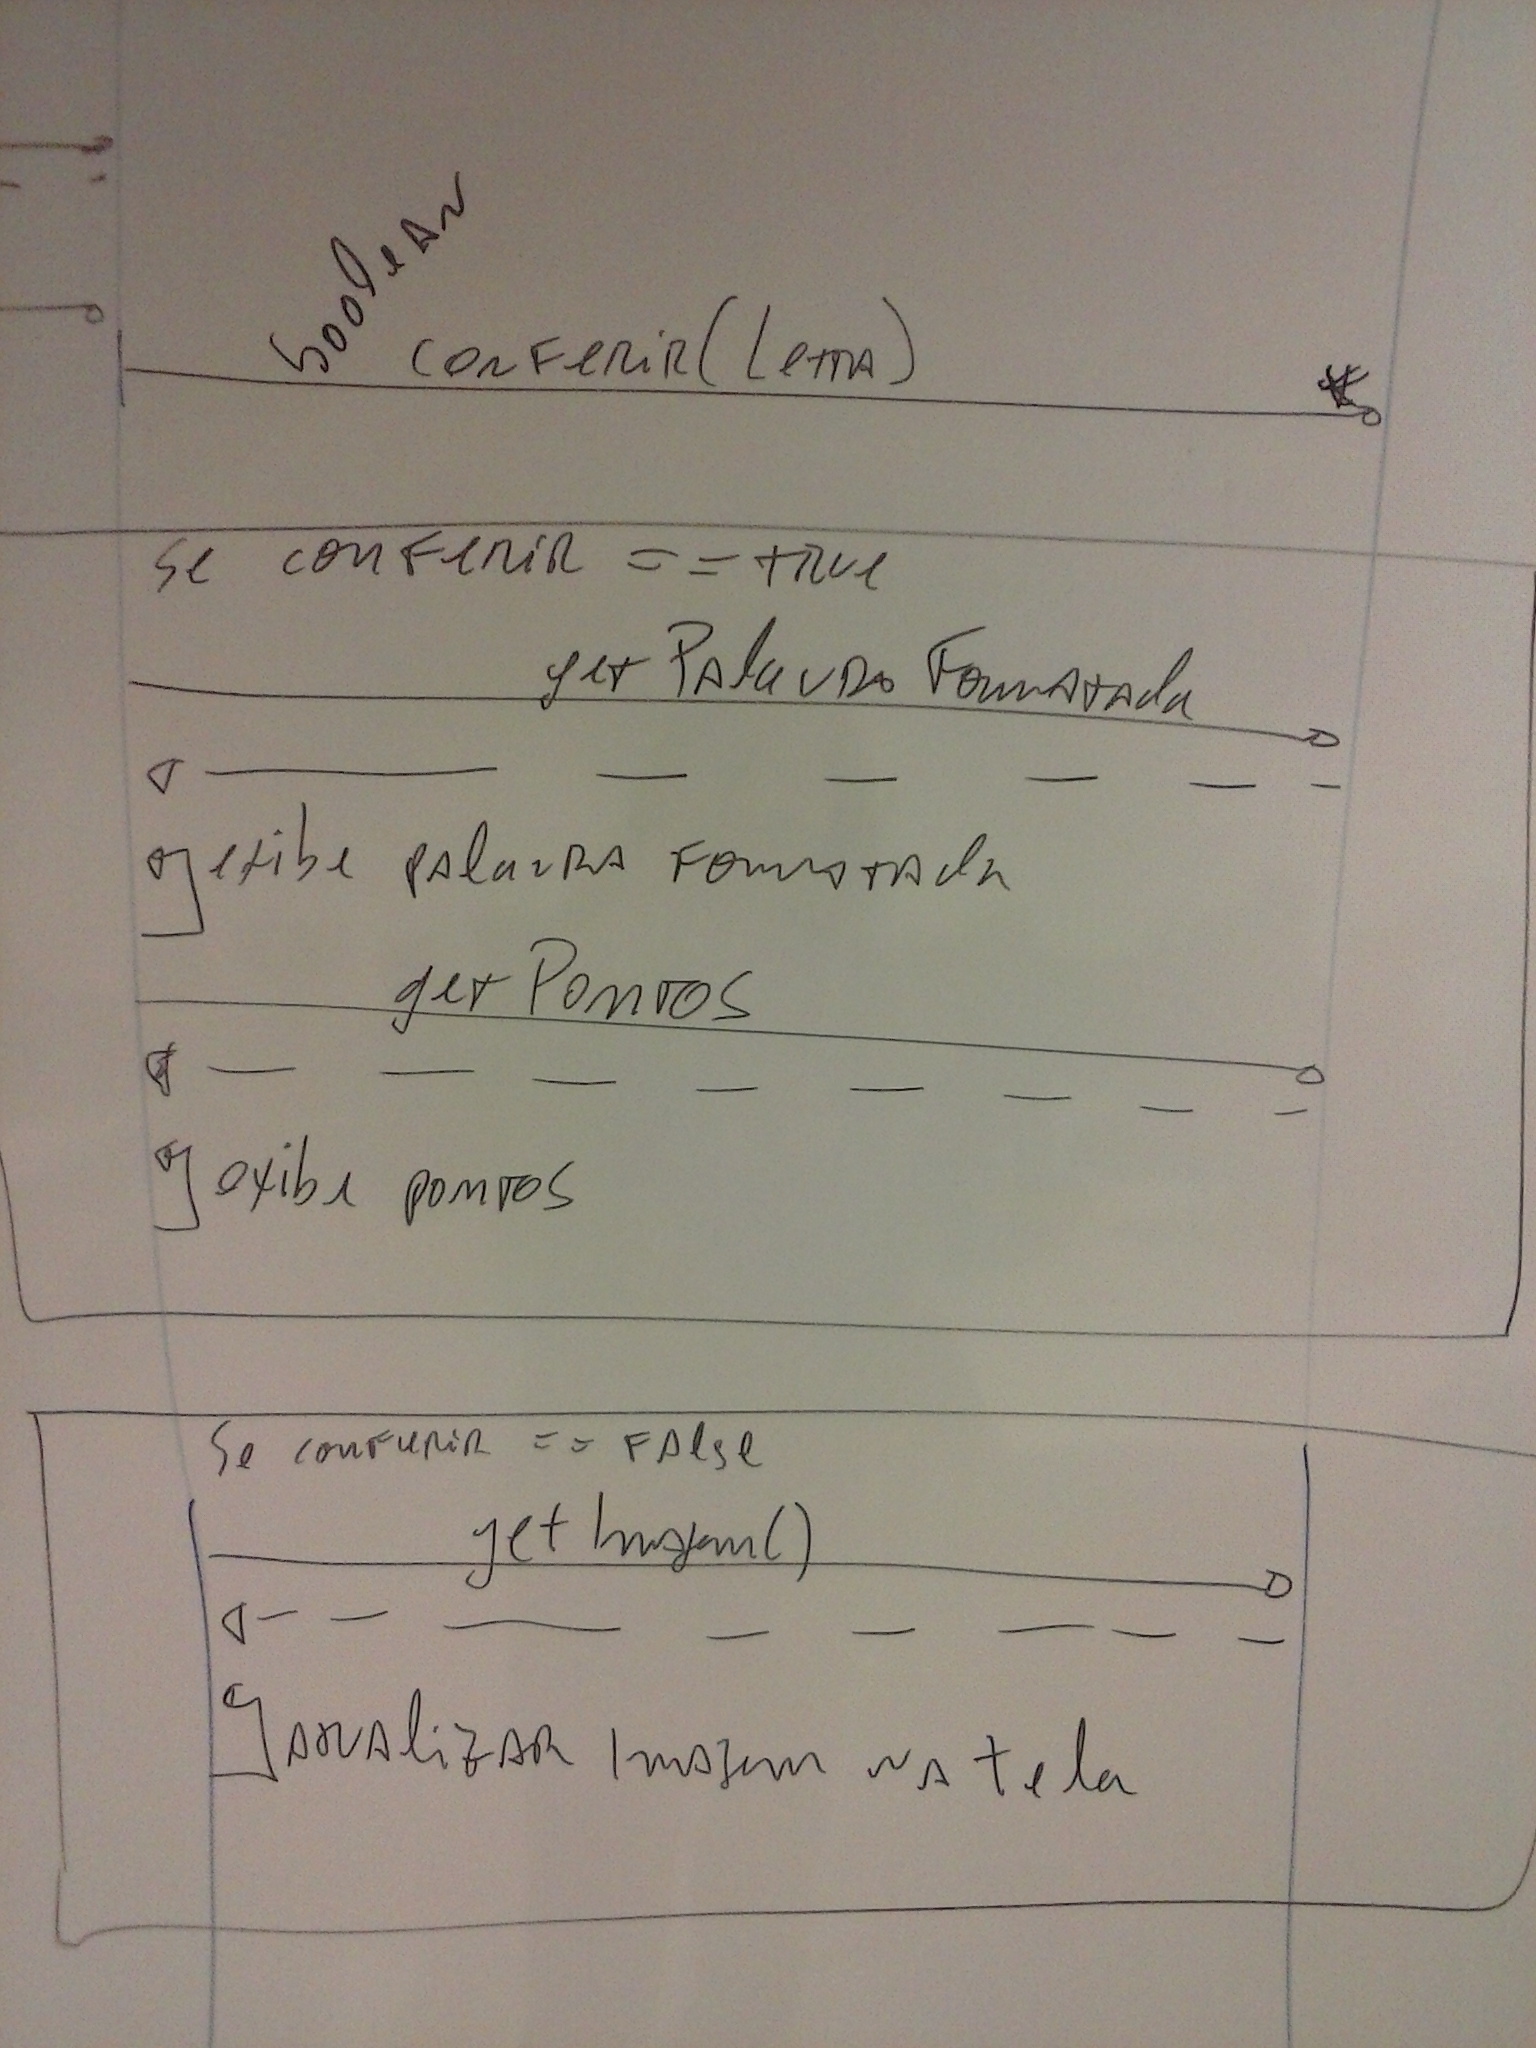 boolean
conferir(Letra)
se conferir == true
get Palavra Formatada
exibe palavra formatada
get Pontos
exibe pontos
Se conferir == False
get Imagem()
atualizar Imagem na tela